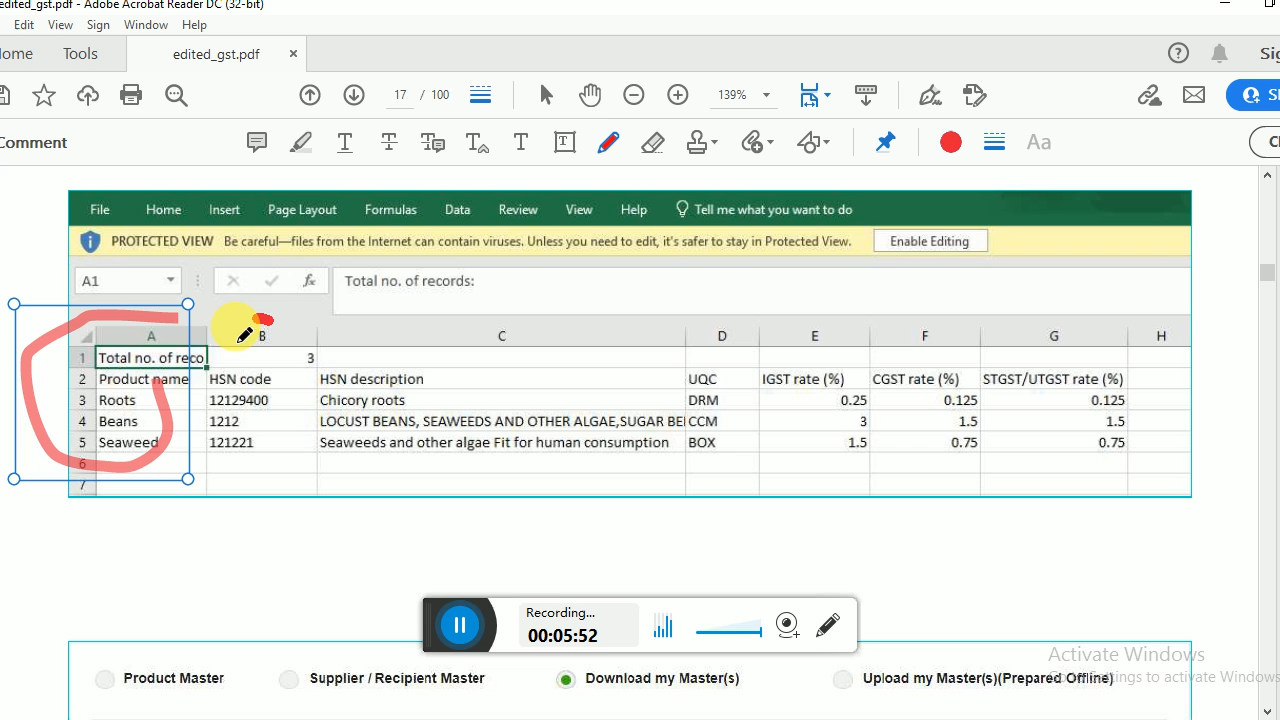 edited_gst.pdf - Adobe Acrobat Reader DC (32-bit)
Edit View Sign Window Help
Tools edited_gst.pdf ×
17 / 100 139%
Comment Aa
File Home Insert Page Layout Formulas Data Review View Help Tell me what you want to do
PROTECTED VIEW Be careful—files from the Internet can contain viruses. Unless you need to edit, it's safer to stay in Protected View. Enable Editing
A1 fx Total no. of records:
A B C D E F G H
1 Total no. of reco 3
2 Product name HSN code HSN description UQC IGST rate (%) CGST rate (%) STGST/UTGST rate (%)
3 Roots 12129400 Chicory roots DRM 0.25 0.125 0.125
4 Beans 1212 LOCUST BEANS, SEAWEEDS AND OTHER ALGAE,SUGAR BEI CCM 3 1.5 1.5
5 Seaweed 121221 Seaweeds and other algae Fit for human consumption BOX 1.5 0.75 0.75
6
7
Recording...
00:05:52
Activate Windows
Product Master Supplier / Recipient Master Download my Master(s) Upload my Master(s)(Prepared Offline)
to activate Windows